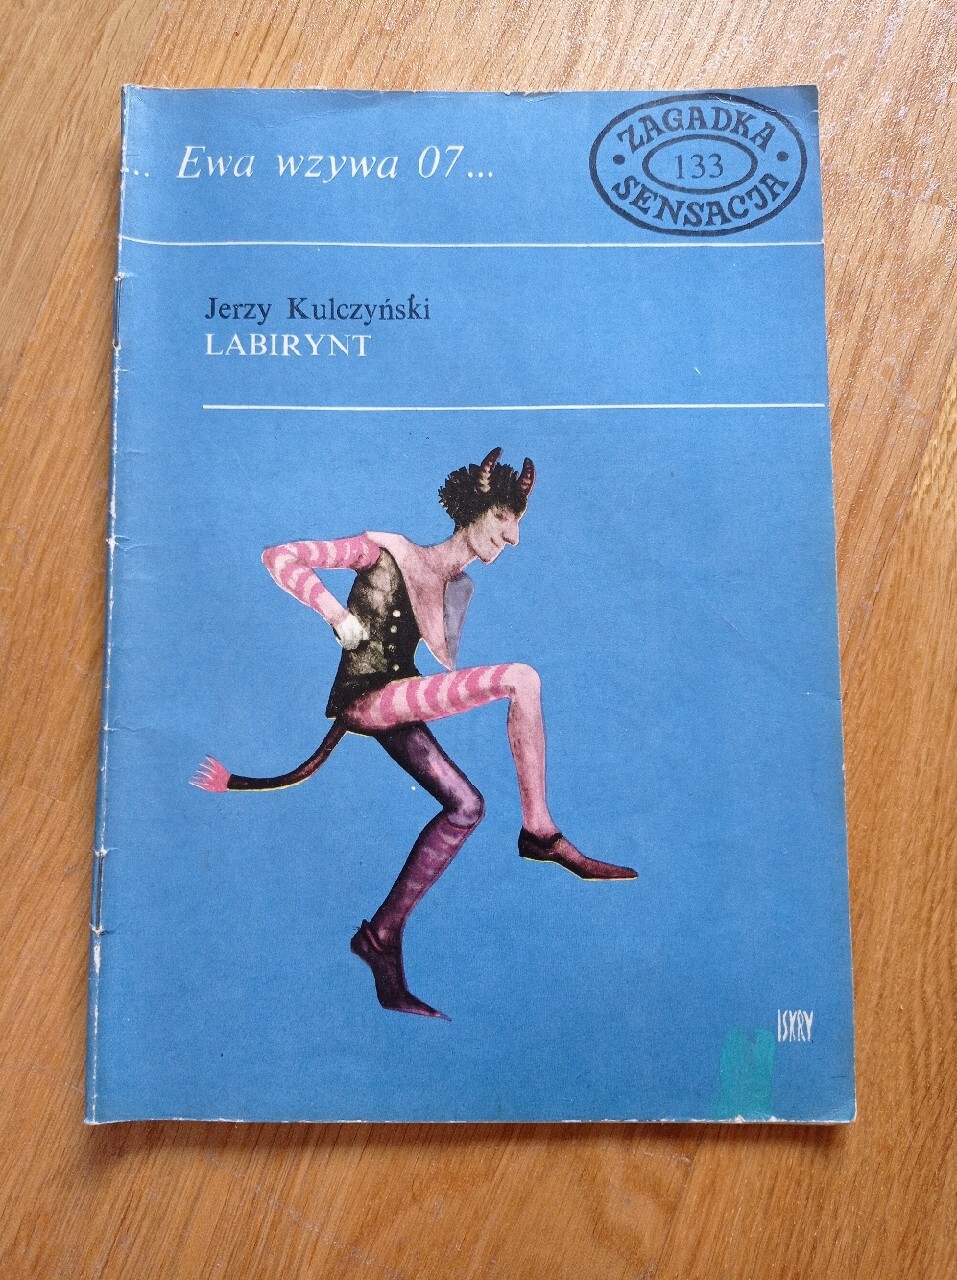 ... Ewa wzywa 07...
ZAGADKA
133
SENSACJA
Jerzy Kulczyński
LABIRYNT
ISKRY